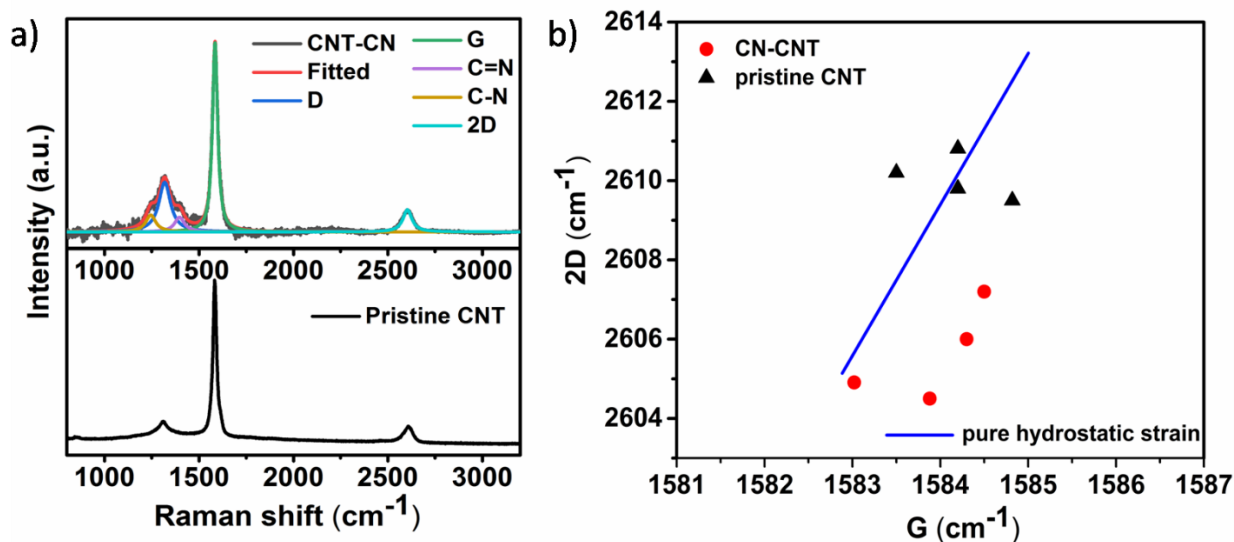 a)
CNT-CN
Fitted
D
G
C=N
C-N
2D
1000 1500 2000 2500 3000
Pristine CNT
1000 1500 2000 2500 3000
Intensity (a.u.)
Raman shift (cm⁻¹)
b)
CN-CNT
pristine CNT
2614
2612
2610
2608
2606
2604
2D (cm⁻¹)
pure hydrostatic strain
1581 1582 1583 1584 1585 1586 1587
G (cm⁻¹)